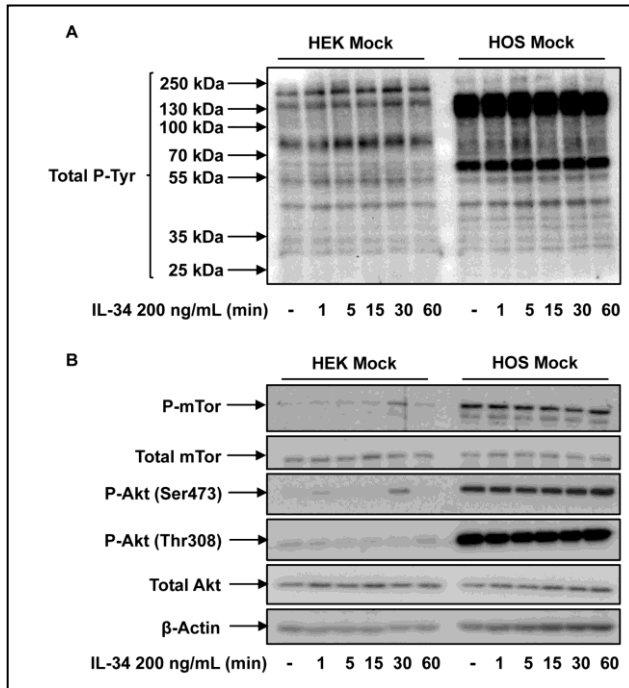 A
HEK Mock HOS Mock
250 kDa
130 kDa
100 kDa
70 kDa
Total P-Tyr
55 kDa
35 kDa
25 kDa
IL-34 200 ng/mL (min) - 1 5 15 30 60 - 1 5 15 30 60
B
HEK Mock HOS Mock
P-mTor
Total mTor
P-Akt (Ser473)
P-Akt (Thr308)
Total Akt
β-Actin
IL-34 200 ng/mL (min) - 1 5 15 30 60 - 1 5 15 30 60